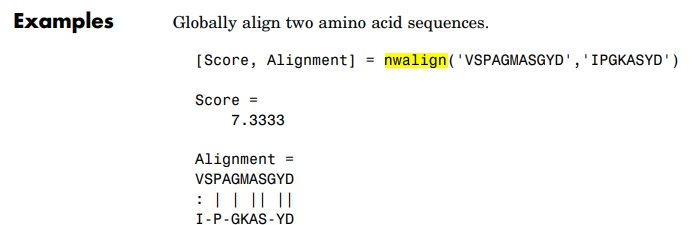 Examples
Globally align two amino acid sequences.
[Score, Alignment] = nwalign('VSPAGMASGYD','IPGKASYD')
Score =
7.3333
Alignment =
VSPAGMASGYD
: | | || ||
I-P-GKAS-YD